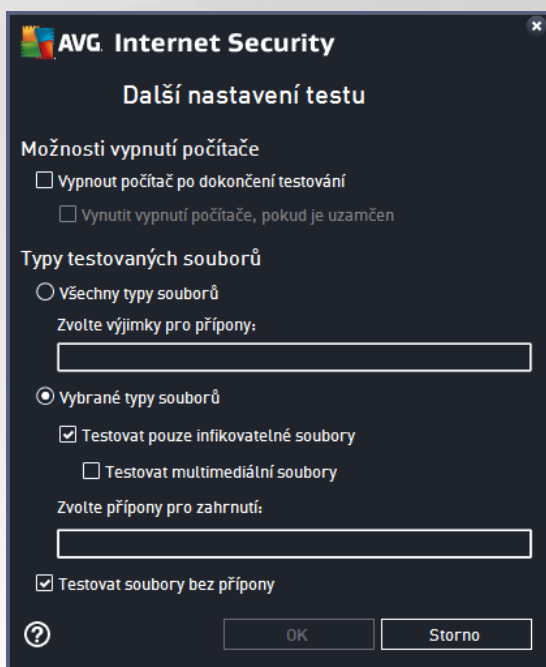 AVG. Internet Security
Další nastavení testu
Možnosti vypnutí počítače
Vypnout počítač po dokončení testování
Vynutit vypnutí počítače, pokud je uzamčen
Typy testovaných souborů
Všechny typy souborů
Zvolte výjimky pro přípony:
Vybrané typy souborů
Testovat pouze infikovatelné soubory
Testovat multimediální soubory
Zvolte přípony pro zahrnutí:
Testovat soubory bez přípony
? OK Storno